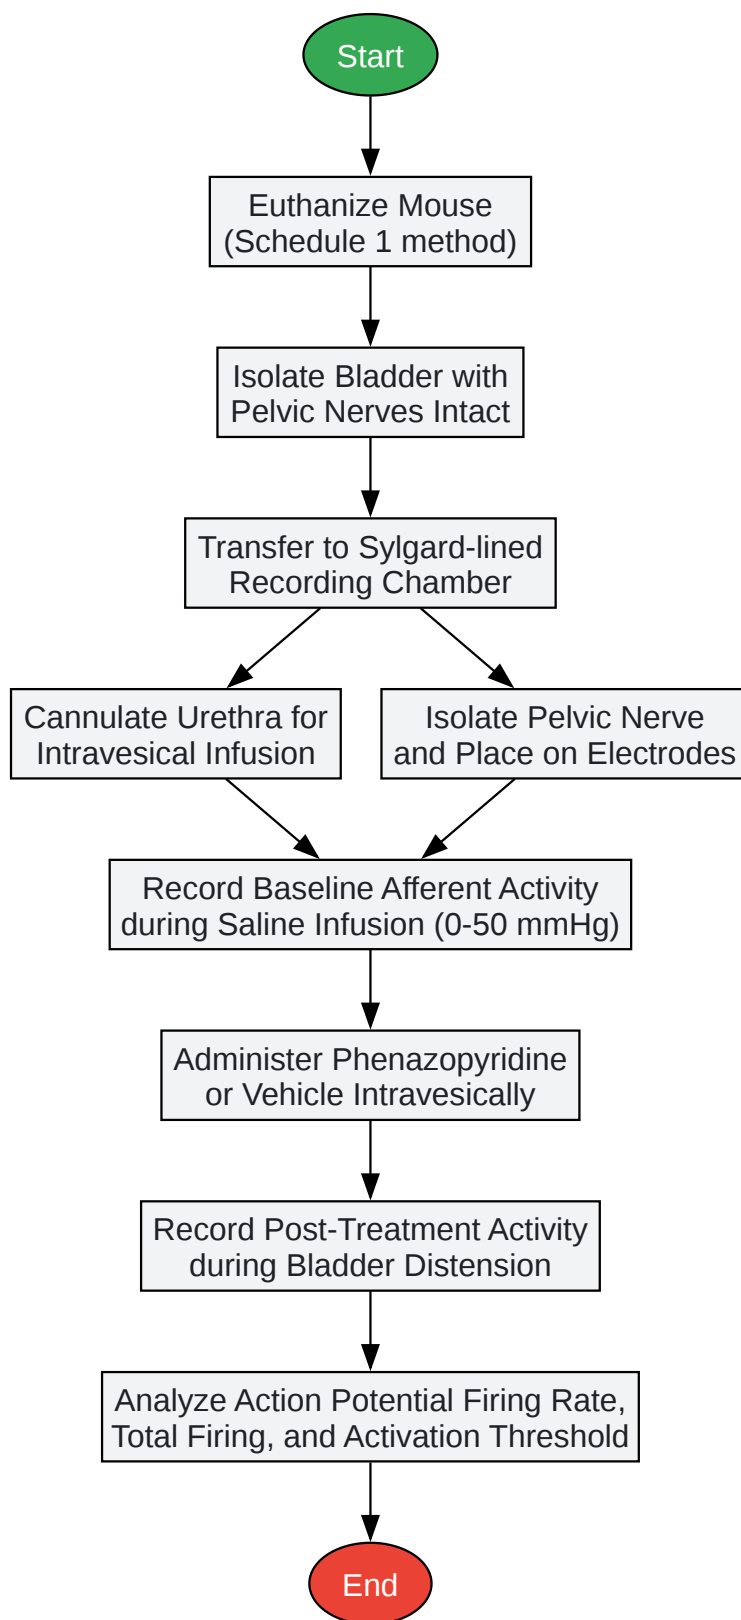 Start
Euthanize Mouse
(Schedule 1 method)
Isolate Bladder with
Pelvic Nerves Intact
Transfer to Sylgard-lined
Recording Chamber
Cannulate Urethra for
Intravesical Infusion
Isolate Pelvic Nerve
and Place on Electrodes
Record Baseline Afferent Activity
during Saline Infusion (0-50 mmHg)
Administer Phenazopyridine
or Vehicle Intravesically
Record Post-Treatment Activity
during Bladder Distension
Analyze Action Potential Firing Rate,
Total Firing, and Activation Threshold
End